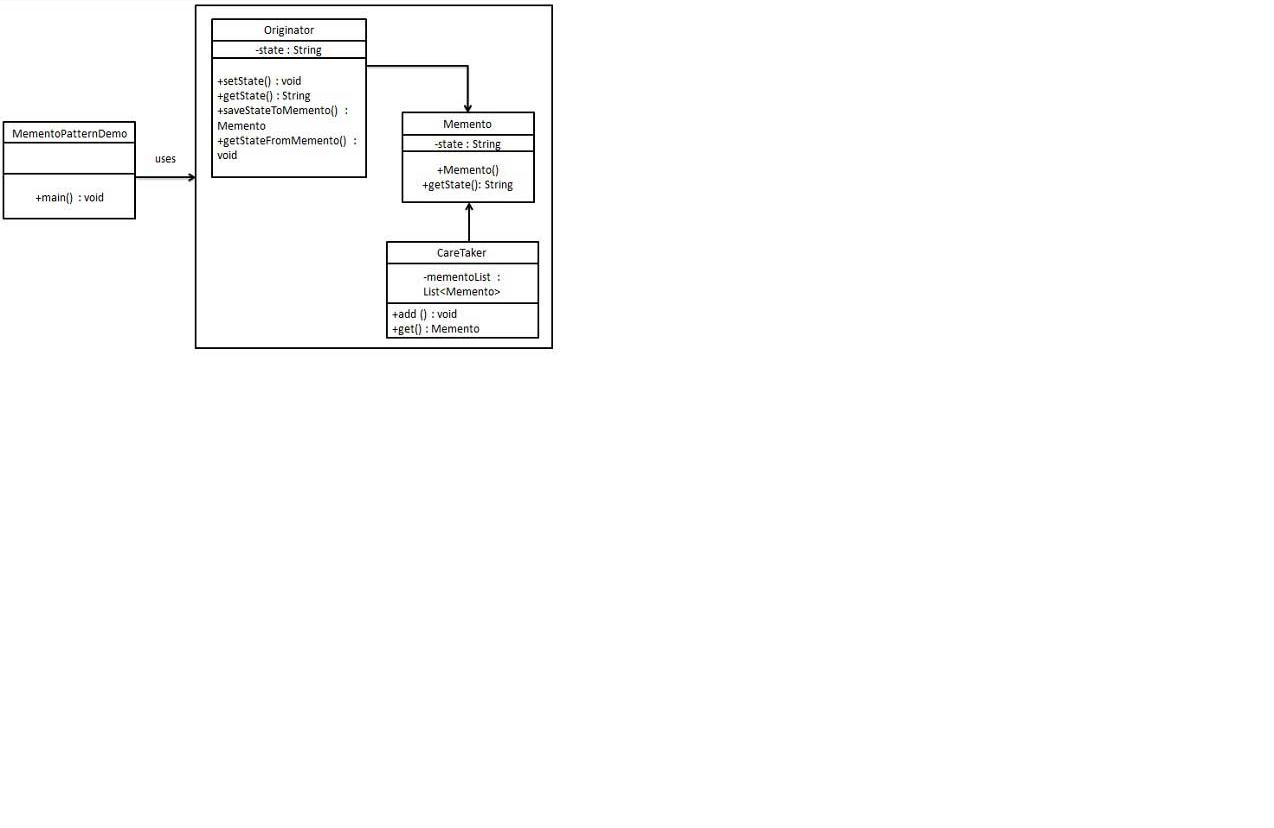 MementoPatternDemo
+main() : void
uses
Originator
-state : String
+setState() : void
+getState() : String
+saveStateToMemento() :
Memento
+getStateFromMemento() :
void
Memento
-state : String
+Memento()
+getState(): String
CareTaker
-mementoList :
List<Memento>
+add () : void
+get() : Memento